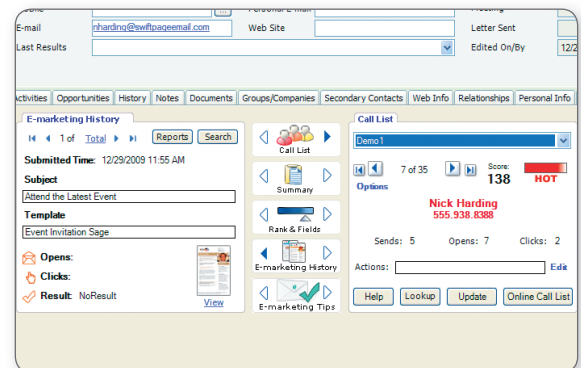 E-mail nharding@swiftpageemail.com Web Site Letter Sent
Last Results Edited On/By 12/2
Activities Opportunities History Notes Documents Groups/Companies Secondary Contacts Web Info Relationships Personal Info
E-marketing History
1 of Total Reports Search
Submitted Time: 12/29/2009 11:55 AM
Subject
Attend the Latest Event
Template
Event Invitation Sage
Opens:
Clicks:
Result: NoResult
View
Call List
Summary
Rank & Fields
E-marketing History
E-marketing Tips
Call List
Demo1
7 of 35 Score: 138 HOT
Options
Nick Harding
555.938.8388
Sends: 5 Opens: 7 Clicks: 2
Actions: Edit
Help Lookup Update Online Call List